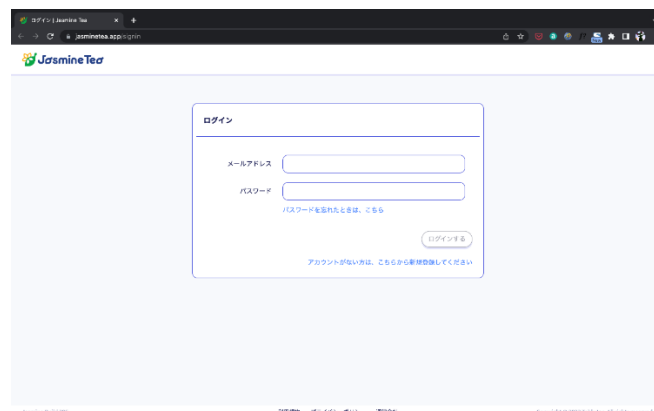 ログイン | Jasmine Tea
jasminetea.app/signin
Jasmine Tea
ログイン
メールアドレス
パスワード
パスワードを忘れたときは、こちら
ログインする
アカウントがない方は、こちらから新規登録してください